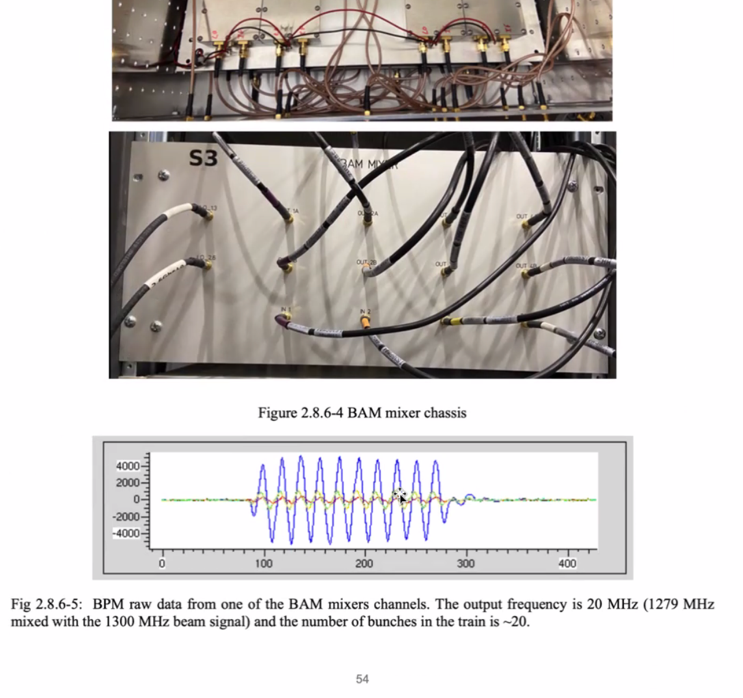 S3
BAM MIXER
OUT
OUT
IN 2
Figure 2.8.6-4 BAM mixer chassis
4000
2000
0
-2000
-4000
0 100 200 300 400
Fig 2.8.6-5: BPM raw data from one of the BAM mixers channels. The output frequency is 20 MHz (1279 MHz
mixed with the 1300 MHz beam signal) and the number of bunches in the train is ~20.
54